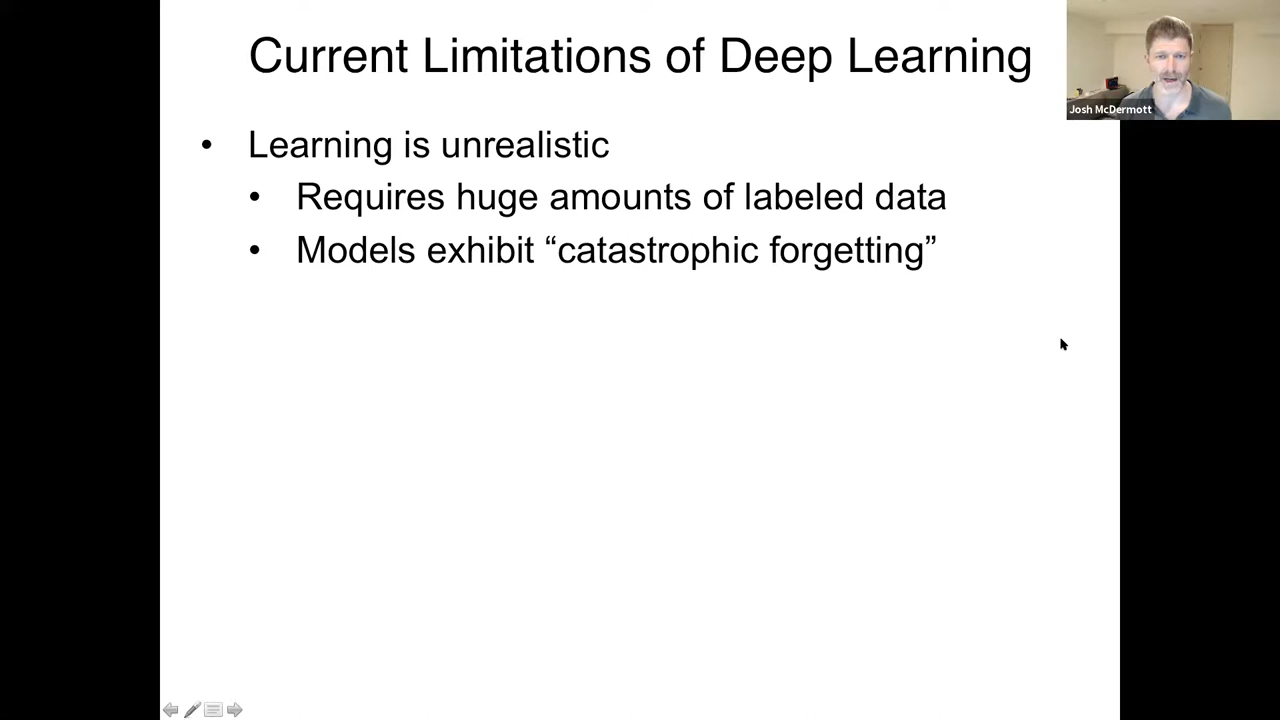 Current Limitations of Deep Learning
Josh McDermott
• Learning is unrealistic
• Requires huge amounts of labeled data
• Models exhibit “catastrophic forgetting”